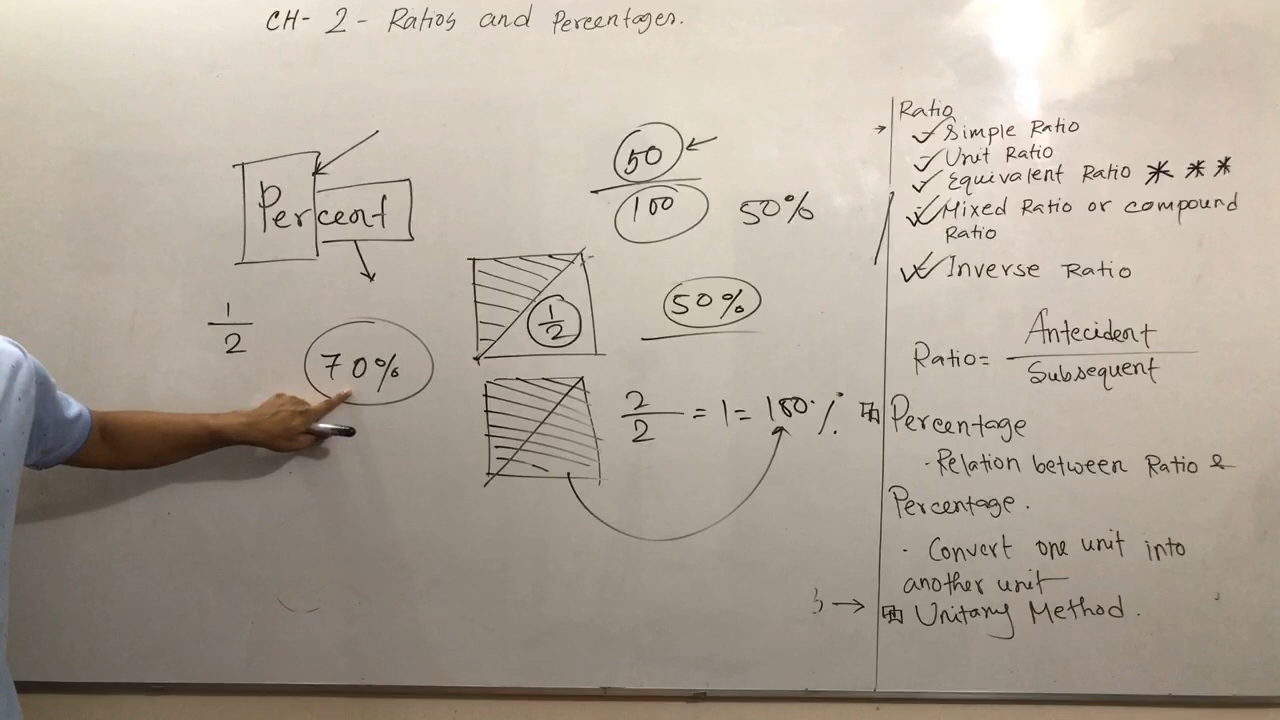 CH- 2 - Ratios and Percentages.
Percent
1
2
70%
50
100
50%
1
2
50%
2
2
= 1 = 100%
Ratio
Simple Ratio
Unit Ratio
Equivalent Ratio * * *
Mixed Ratio or compound
Ratio
Inverse Ratio
Ratio= Antecident
Subsequent
Percentage
· Relation between Ratio &
Percentage.
· Convert one unit into
another unit
Unitary Method.